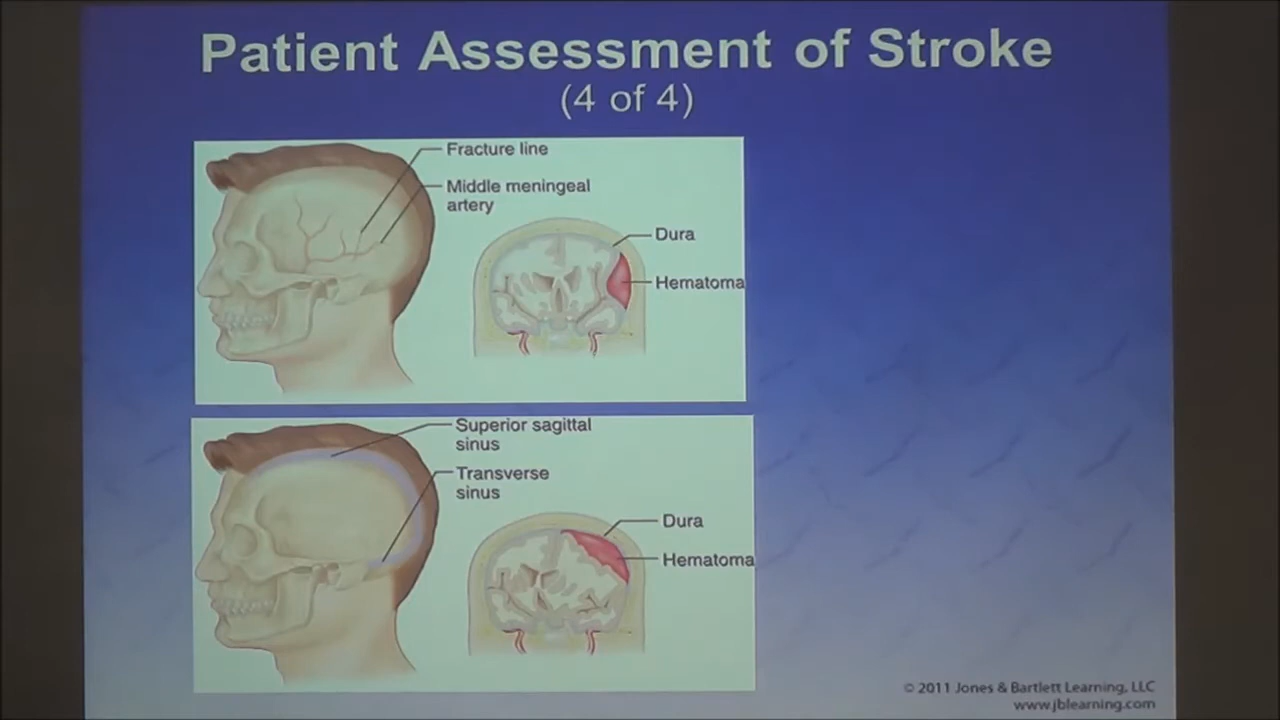 Patient Assessment of Stroke
(4 of 4)
Fracture line
Middle meningeal
artery
Dura
Hematoma
Superior sagittal
sinus
Transverse
sinus
Dura
Hematoma
© 2011 Jones & Bartlett Learning, LLC
www.jblearning.com